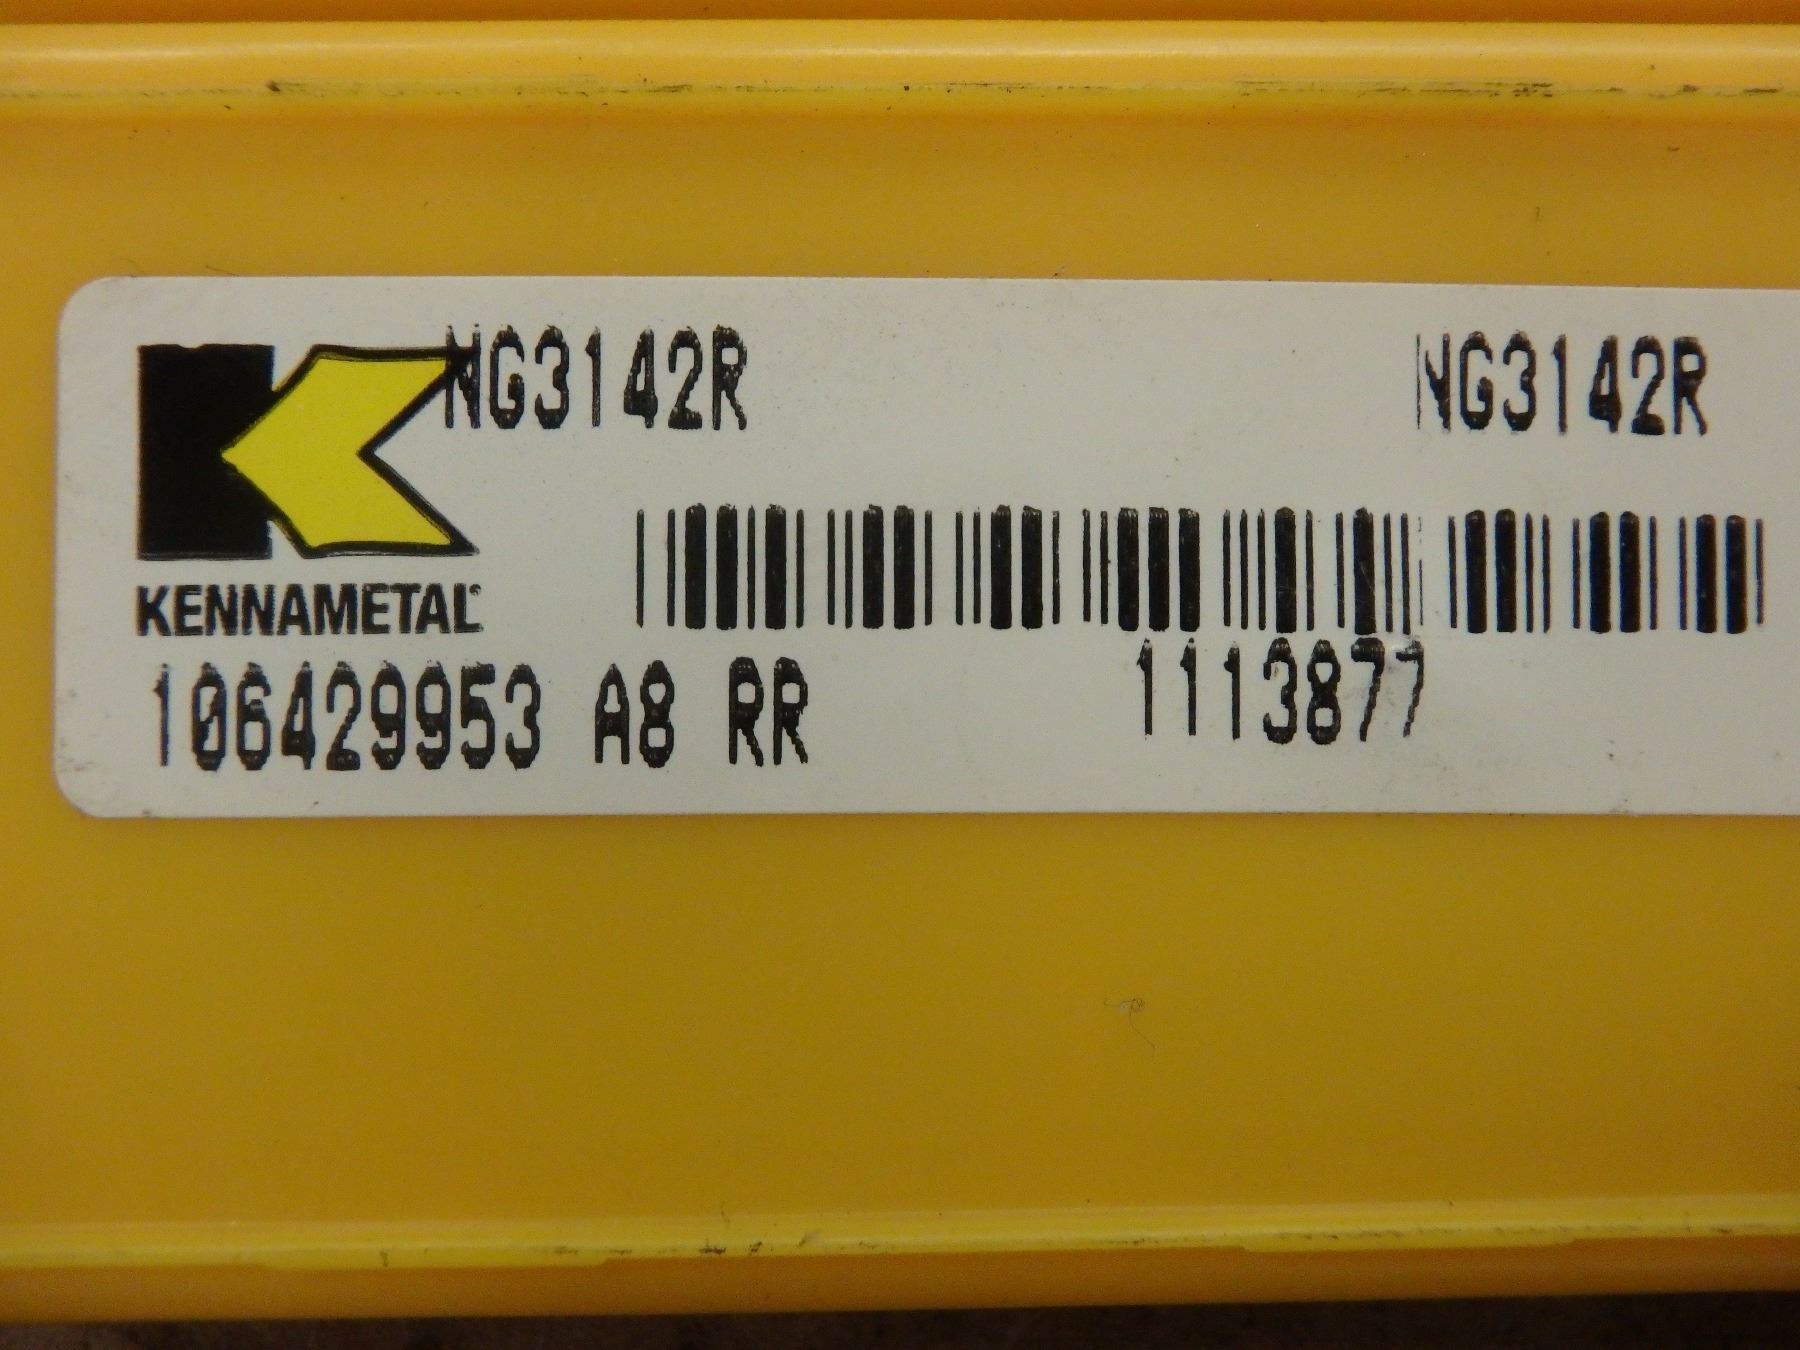 NG3142R NG3142R
KENNAMETAL
106429953 A8 RR 1113877